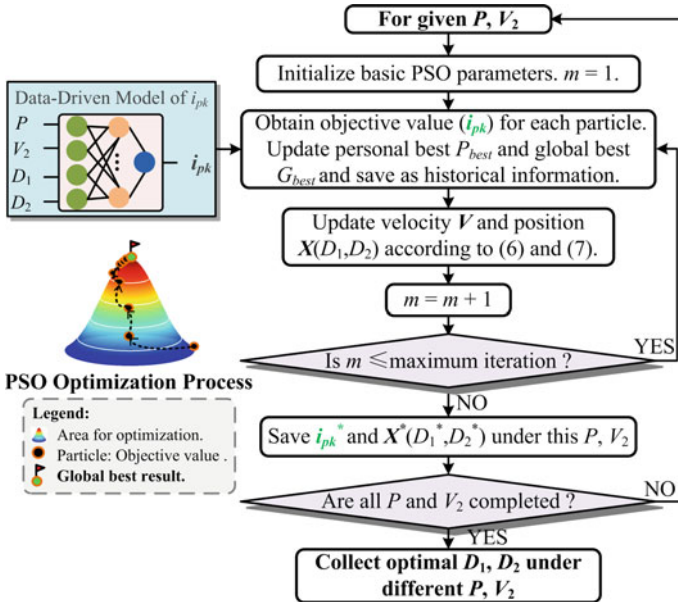 For given P, V₂
Initialize basic PSO parameters. m = 1.
Data-Driven Model of iₚₖ
P
V₂
D₁
D₂
iₚₖ
Obtain objective value (iₚₖ) for each particle.
Update personal best P_best and global best
G_best and save as historical information.
Update velocity V and position
X(D₁,D₂) according to (6) and (7).
m = m + 1
Is m ≤ maximum iteration ?
YES
NO
PSO Optimization Process
Legend:
Area for optimization.
Particle: Objective value .
Global best result.
Save iₚₖ* and X*(D₁*,D₂*) under this P, V₂
Are all P and V₂ completed ?
NO
YES
Collect optimal D₁, D₂ under
different P, V₂